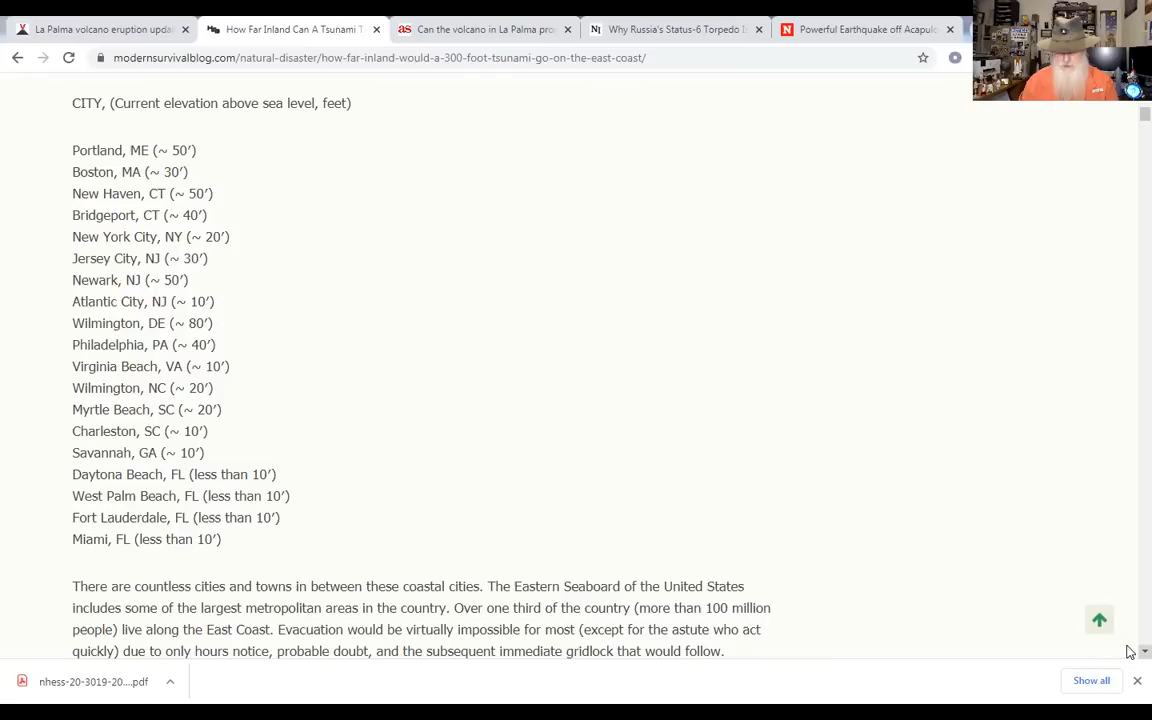 La Palma volcano eruption upda
How Far Inland Can A Tsunami T
as Can the volcano in La Palma pro
NI Why Russia's Status-6 Torpedo I
N Powerful Earthquake off Acapulc
modernsurvivalblog.com/natural-disaster/how-far-inland-would-a-300-foot-tsunami-go-on-the-east-coast/
CITY, (Current elevation above sea level, feet)
Portland, ME (~ 50′)
Boston, MA (~ 30′)
New Haven, CT (~ 50′)
Bridgeport, CT (~ 40′)
New York City, NY (~ 20′)
Jersey City, NJ (~ 30′)
Newark, NJ (~ 50′)
Atlantic City, NJ (~ 10′)
Wilmington, DE (~ 80′)
Philadelphia, PA (~ 40′)
Virginia Beach, VA (~ 10′)
Wilmington, NC (~ 20′)
Myrtle Beach, SC (~ 20′)
Charleston, SC (~ 10′)
Savannah, GA (~ 10′)
Daytona Beach, FL (less than 10′)
West Palm Beach, FL (less than 10′)
Fort Lauderdale, FL (less than 10′)
Miami, FL (less than 10′)
There are countless cities and towns in between these coastal cities. The Eastern Seaboard of the United States
includes some of the largest metropolitan areas in the country. Over one third of the country (more than 100 million
people) live along the East Coast. Evacuation would be virtually impossible for most (except for the astute who act
quickly) due to only hours notice, probable doubt, and the subsequent immediate gridlock that would follow.
nhess-20-3019-20....pdf
Show all